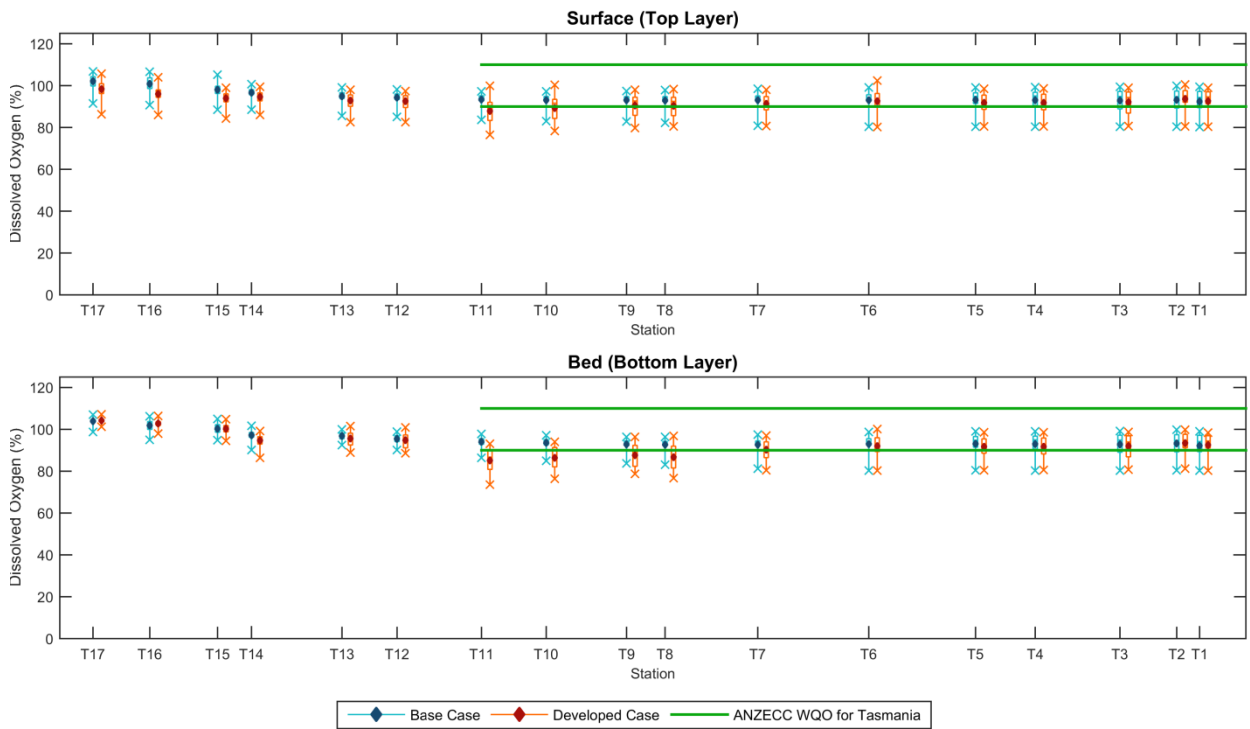 Surface (Top Layer)
120
100
80
60
40
20
0
Dissolved Oxygen (%)
T17 T16 T15 T14 T13 T12 T11 T10 T9 T8 T7 T6 T5 T4 T3 T2 T1
Station
Bed (Bottom Layer)
120
100
80
60
40
20
0
Dissolved Oxygen (%)
T17 T16 T15 T14 T13 T12 T11 T10 T9 T8 T7 T6 T5 T4 T3 T2 T1
Station
Base Case Developed Case ANZECC WQO for Tasmania